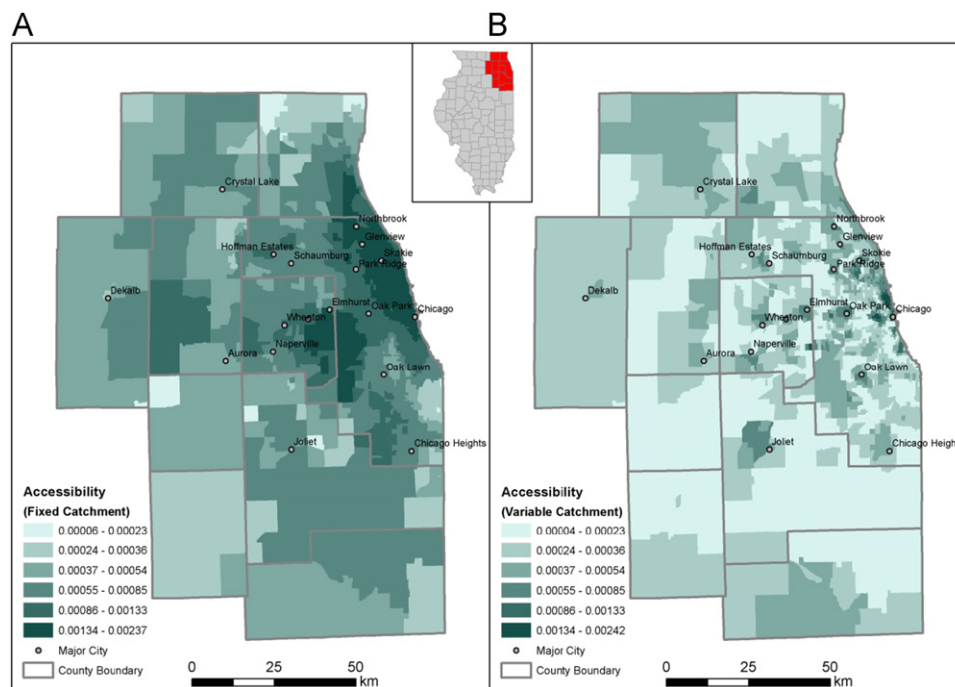 A
B
Crystal Lake
Northbrook
Glenview
Hoffman Estates
Skokie
Schaumburg
Park Ridge
Dekalb
Elmhurst
Oak Park
Chicago
Wheaton
Naperville
Aurora
Oak Lawn
Joliet
Chicago Heights
Accessibility
(Fixed Catchment)
0.00006 - 0.00023
0.00024 - 0.00036
0.00037 - 0.00054
0.00055 - 0.00085
0.00086 - 0.00133
0.00134 - 0.00237
Major City
County Boundary
0 25 50
km
Crystal Lake
Northbrook
Glenview
Hoffman Estates
Skokie
Schaumburg
Park Ridge
Dekalb
Elmhurst
Oak Park
Chicago
Wheaton
Naperville
Aurora
Oak Lawn
Joliet
Chicago Heigh
Accessibility
(Variable Catchment)
0.00004 - 0.00023
0.00024 - 0.00036
0.00037 - 0.00054
0.00055 - 0.00085
0.00086 - 0.00133
0.00134 - 0.00242
Major City
County Boundary
0 25 50
km